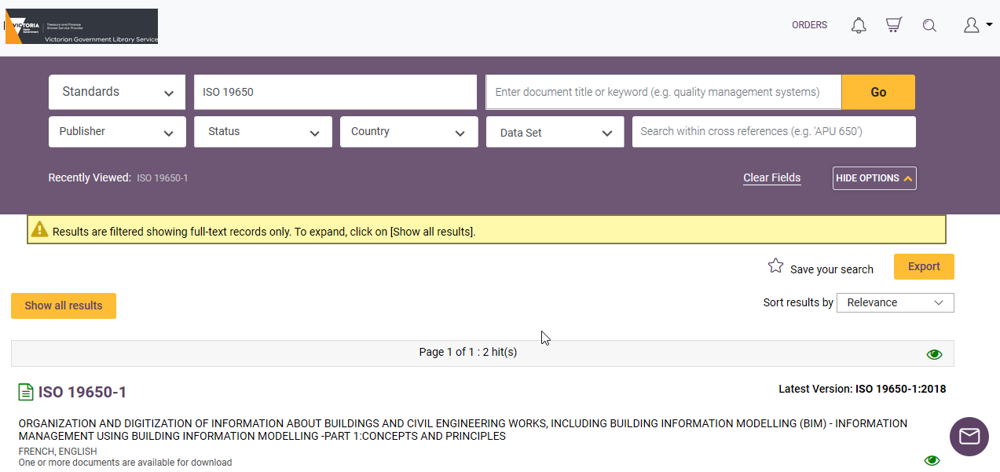 VICTORIA
State Government
Treasury and Finance
Shared Service Provider
Victorian Government Library Service
ORDERS
Standards
ISO 19650
Enter document title or keyword (e.g. quality management systems)
Go
Publisher
Status
Country
Data Set
Search within cross references (e.g. 'APU 650')
Recently Viewed: ISO 19650-1
Clear Fields
HIDE OPTIONS
Results are filtered showing full-text records only. To expand, click on [Show all results].
Save your search
Export
Show all results
Sort results by
Relevance
Page 1 of 1 : 2 hit(s)
ISO 19650-1
Latest Version: ISO 19650-1:2018
ORGANIZATION AND DIGITIZATION OF INFORMATION ABOUT BUILDINGS AND CIVIL ENGINEERING WORKS, INCLUDING BUILDING INFORMATION MODELLING (BIM) - INFORMATION
MANAGEMENT USING BUILDING INFORMATION MODELLING -PART 1:CONCEPTS AND PRINCIPLES
FRENCH, ENGLISH
One or more documents are available for download